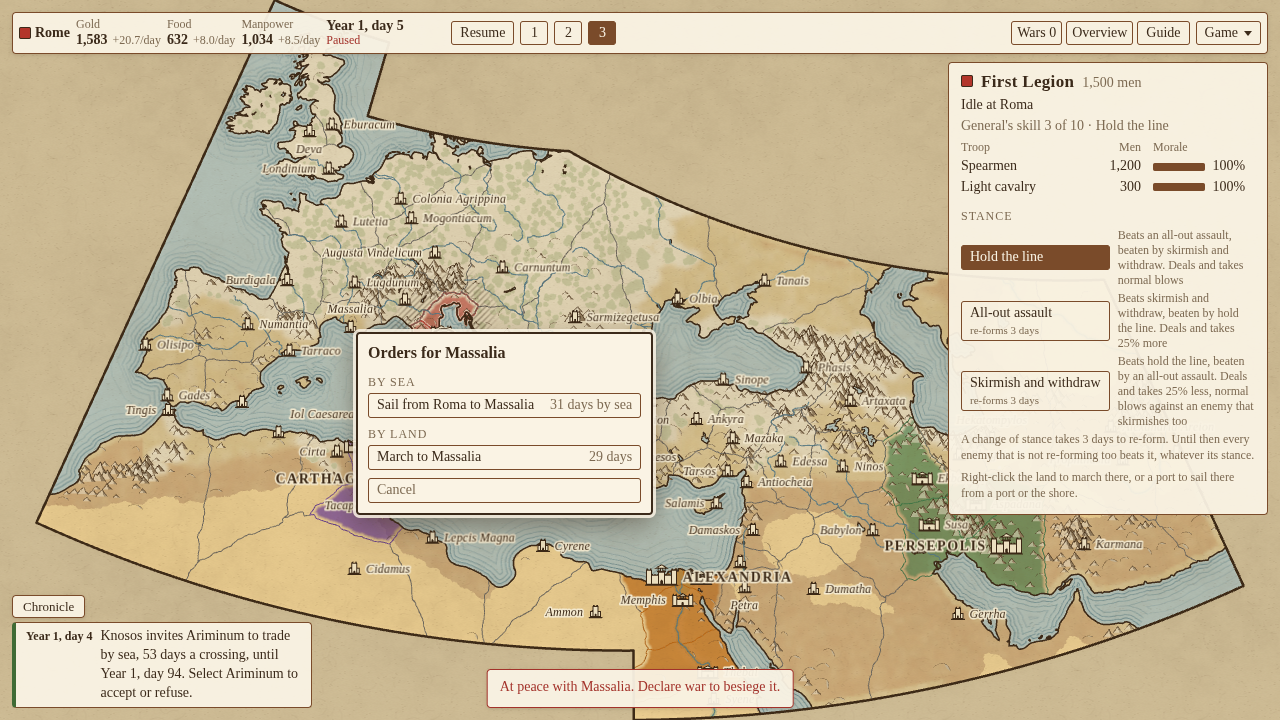 Rome
Gold
1,583 +20.7/day
Food
632 +8.0/day
Manpower
1,034 +8.5/day
Year 1, day 5
Paused
Resume
1
2
3
Wars 0
Overview
Guide
Game
First Legion 1,500 men
Idle at Roma
General's skill 3 of 10 · Hold the line
Troop Men Morale
Spearmen 1,200 100%
Light cavalry 300 100%
STANCE
Hold the line
Beats an all-out assault,
beaten by skirmish and
withdraw. Deals and takes
normal blows
All-out assault
re-forms 3 days
Beats skirmish and
withdraw, beaten by hold
the line. Deals and takes
25% more
Skirmish and withdraw
re-forms 3 days
Beats hold the line, beaten
by an all-out assault. Deals
and takes 25% less, normal
blows against an enemy that
skirmishes too
A change of stance takes 3 days to re-form. Until then every
enemy that is not re-forming too beats it, whatever its stance.
Right-click the land to march there, or a port to sail there
from a port or the shore.
Eburacum
Deva
Londinium
Colonia Agrippina
Lutetia
Mogontiacum
Augusta Vindelicum
Carnuntum
Burdigala
Lugdunum
Massalia
Numantia
Sarmizegetusa
Olbia
Tanais
Olisipo
Tarraco
Sinope
Phasis
Gades
Tingis
Iol Caesarea
Ankyra
Artaxata
Mazaka
Cirta
Tarsos
Edessa
Ninos
CARTHAG
Antiocheia
Tacap
Salamis
Lepcis Magna
Damaskos
Babylon
Susa
Cyrene
PERSEPOLIS
Karmana
Cidamus
ALEXANDRIA
Memphis
Petra
Dumatha
Ammon
Gerrha
Orders for Massalia
BY SEA
Sail from Roma to Massalia 31 days by sea
BY LAND
March to Massalia 29 days
Cancel
Chronicle
Year 1, day 4 Knosos invites Ariminum to trade
by sea, 53 days a crossing, until
Year 1, day 94. Select Ariminum to
accept or refuse.
At peace with Massalia. Declare war to besiege it.